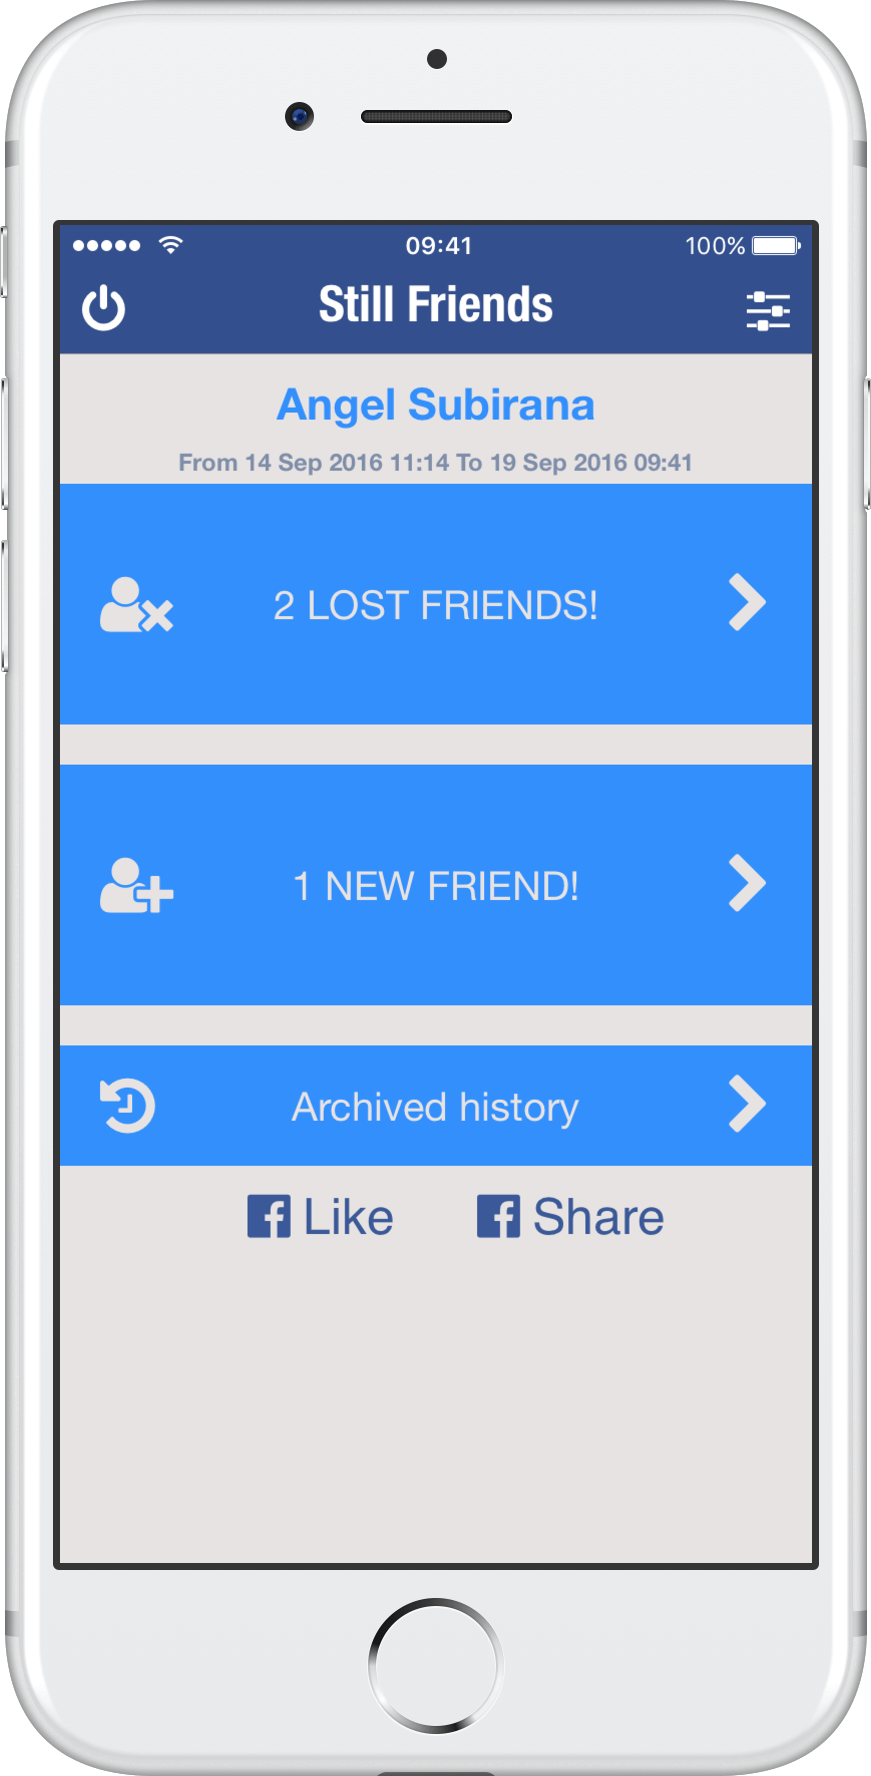 09:41
100%
Still Friends
Angel Subirana
From 14 Sep 2016 11:14 To 19 Sep 2016 09:41
2 LOST FRIENDS!
1 NEW FRIEND!
Archived history
Like
Share